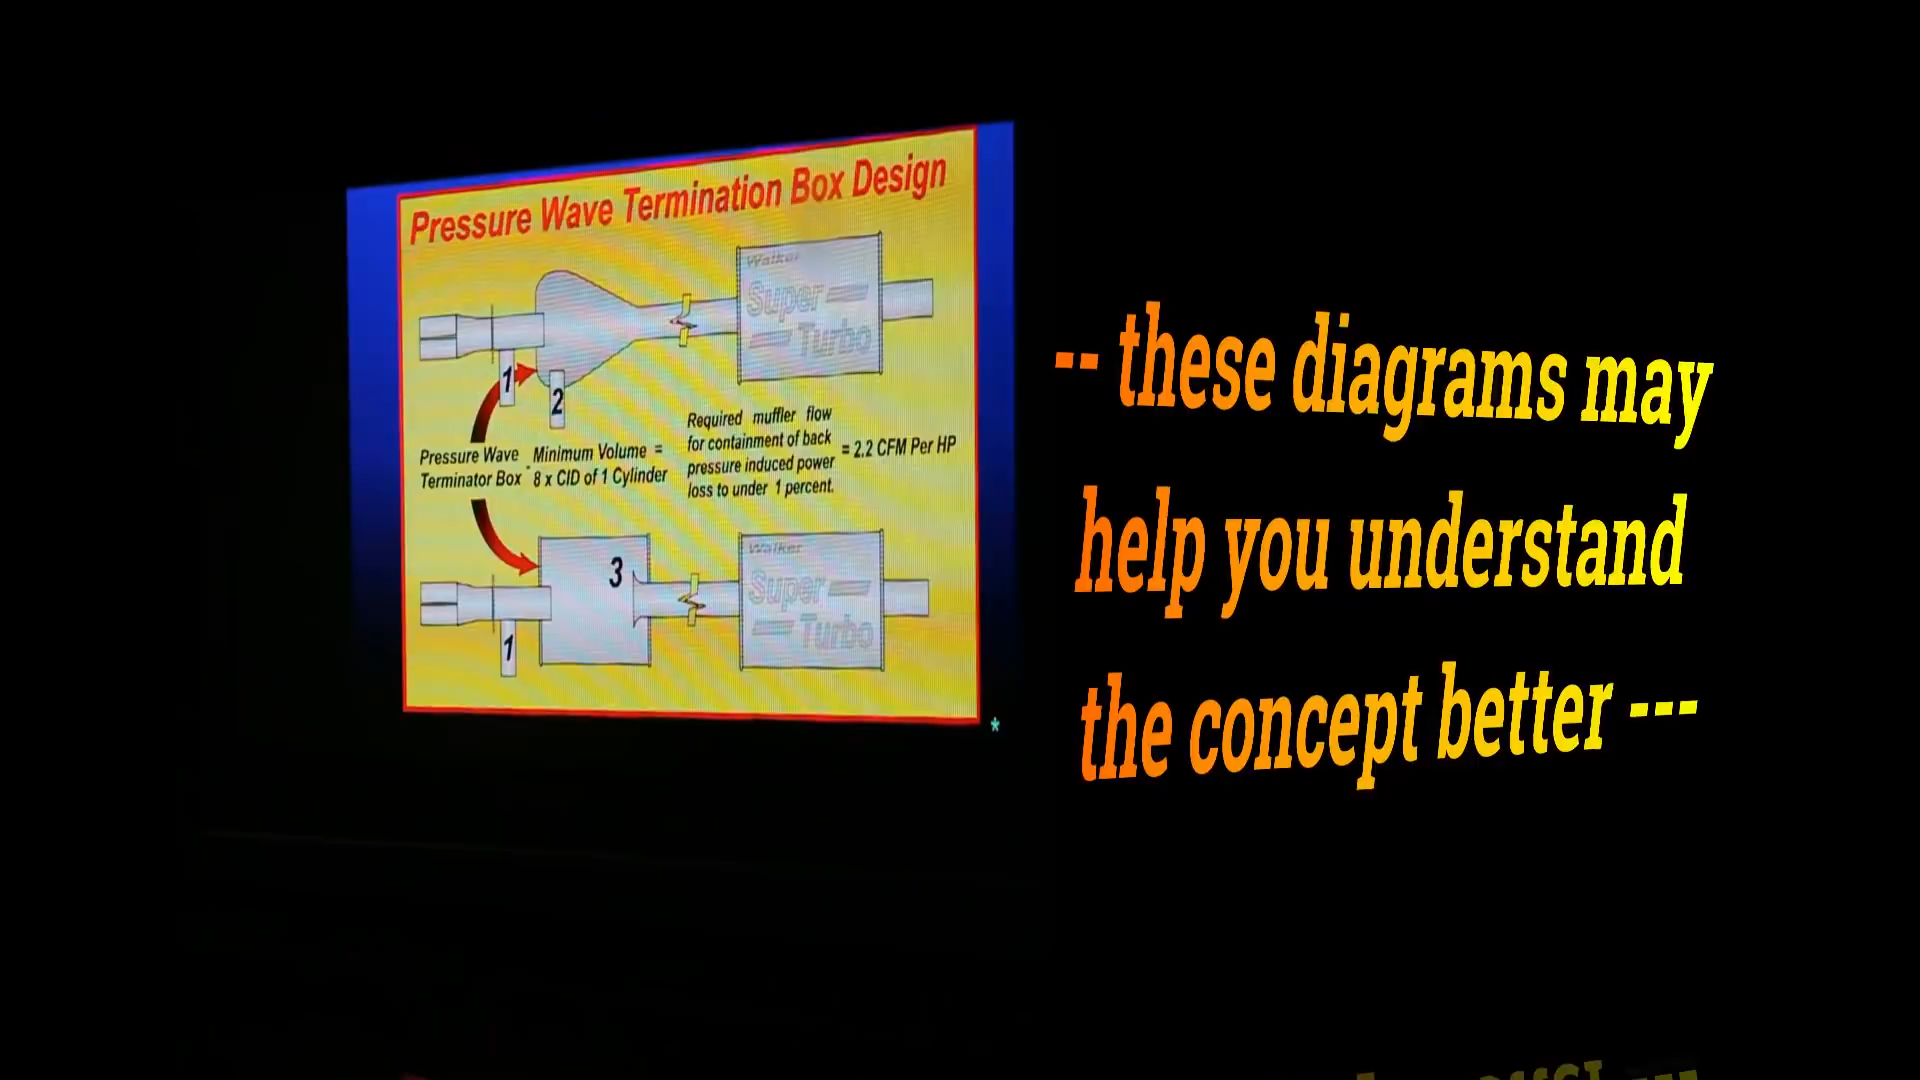 Pressure Wave Termination Box Design
Walker
Super
Turbo
1
2
Pressure Wave
Terminator Box
Minimum Volume =
8 x CID of 1 Cylinder
Required muffler flow
for containment of back
pressure induced power
loss to under 1 percent.
= 2.2 CFM Per HP
3
Walker
Super
Turbo
1
*
-- these diagrams may
help you understand
the concept better ---